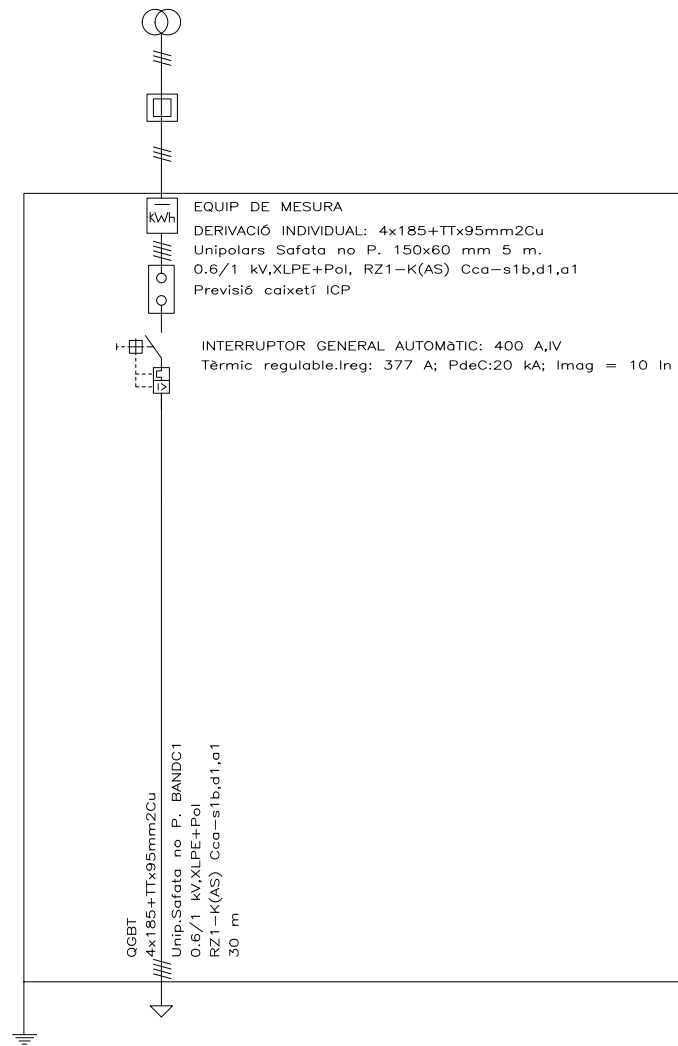 EQUIP DE MESURA
KWh
DERIVACIÓ INDIVIDUAL: 4x185+TTx95mm2Cu
Unipolars Safata no P. 150x60 mm 5 m.
0.6/1 kV,XLPE+Pol, RZ1-K(AS) Cca-s1b,d1,a1
Previsió caixetí ICP
INTERRUPTOR GENERAL AUTOMàTIC: 400 A,IV
Tèrmic regulable.Ireg: 377 A; PdeC:20 kA; Imag = 10 In
I>
QGBT
4x185+TTx95mm2Cu
Unip.Safata no P. BANDC1
0.6/1 kV,XLPE+Pol
RZ1-K(AS) Cca-s1b,d1,a1
30 m